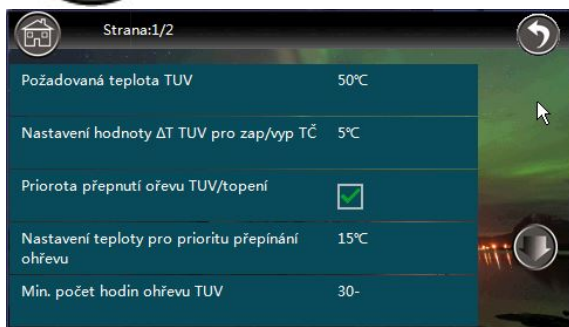 Strana:1/2
Požadovaná teplota TUV 50℃
Nastavení hodnoty ΔT TUV pro zap/vyp TČ 5℃
Priorota přepnutí ořevu TUV/topení
Nastavení teploty pro prioritu přepínání 15℃
ohřevu
Min. počet hodin ohřevu TUV 30-